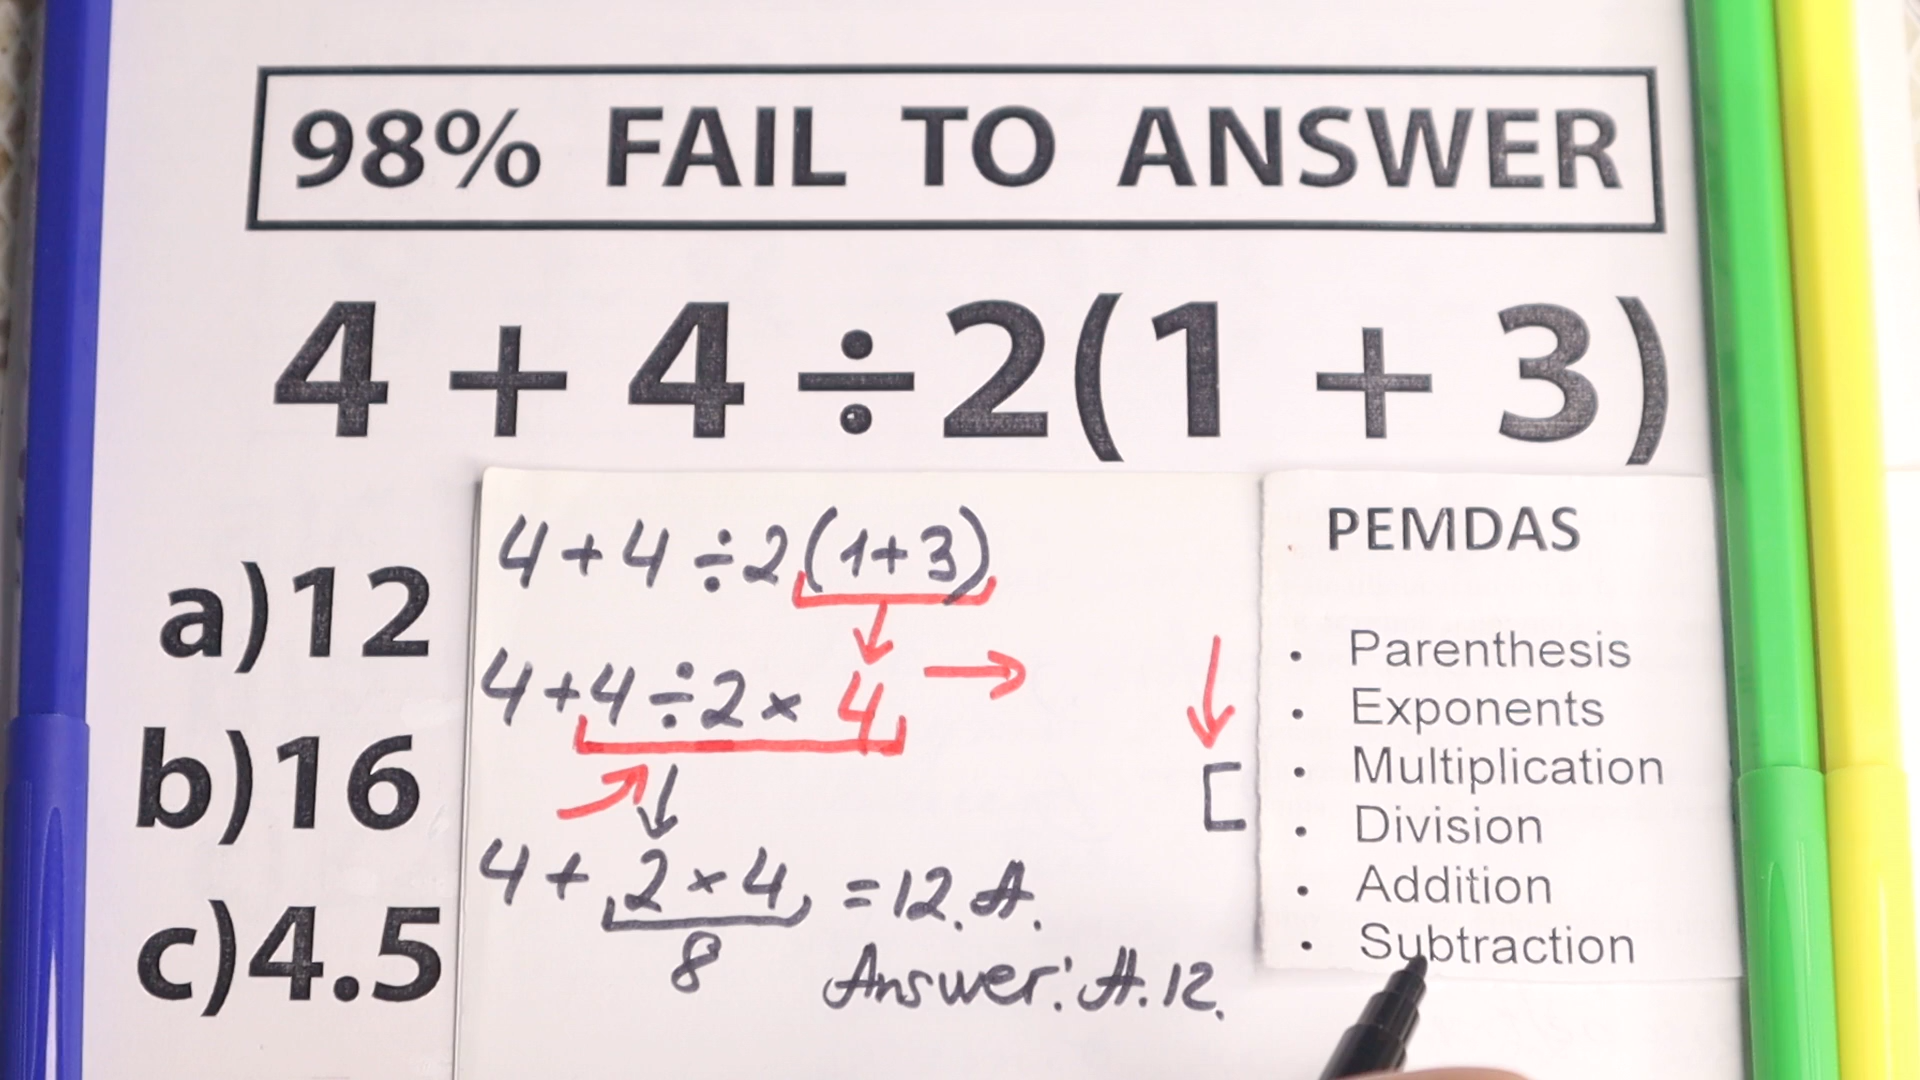 98% FAIL TO ANSWER
4 + 4 ÷ 2(1 + 3)
a)12
b)16
c)4.5
4+4÷2(1+3)
4+4÷2×4
4+2×4=12.A.
8
Answer: A.12.
PEMDAS
• Parenthesis
• Exponents
• Multiplication
• Division
• Addition
• Subtraction